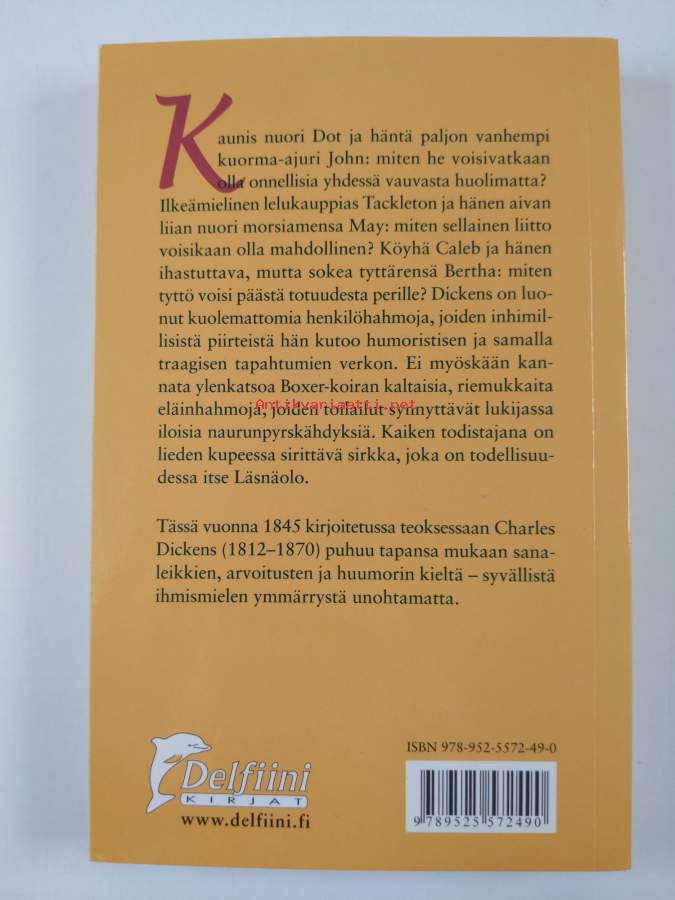 Kaunis nuori Dot ja häntä paljon vanhempi
kuorma-ajuri John: miten he voisivatkaan
olla onnellisia yhdessä vauvasta huolimatta?
Ilkeämielinen lelukauppias Tackleton ja hänen aivan
liian nuori morsiamensa May: miten sellainen liitto
voisikaan olla mahdollinen? Köyhä Caleb ja hänen
ihastuttava, mutta sokea tyttärensä Bertha: miten
tyttö voisi päästä totuudesta perille? Dickens on luo-
nut kuolemattomia henkilöhahmoja, joiden inhimil-
lisistä piirteistä hän kutoo humoristisen ja samalla
traagisen tapahtumien verkon. Ei myöskään kan-
nata ylenkatsoa Boxer-koiran kaltaisia, riemukkaita
Antikvariaatti.net
eläinhahmoja, joiden toilailut synnyttävät lukijassa
iloisia naurunpyrskähdyksiä. Kaiken todistajana on
lieden kupeessa sirittävä sirkka, joka on todellisuu-
dessa itse Läsnäolo.
Tässä vuonna 1845 kirjoitetussa teoksessaan Charles
Dickens (1812–1870) puhuu tapansa mukaan sana-
leikkien, arvoitusten ja huumorin kieltä – syvällistä
ihmismielen ymmärrystä unohtamatta.
ISBN 978-952-5572-49-0
Delfiini
KIRJAT
www.delfiini.fi
9 789525 572490